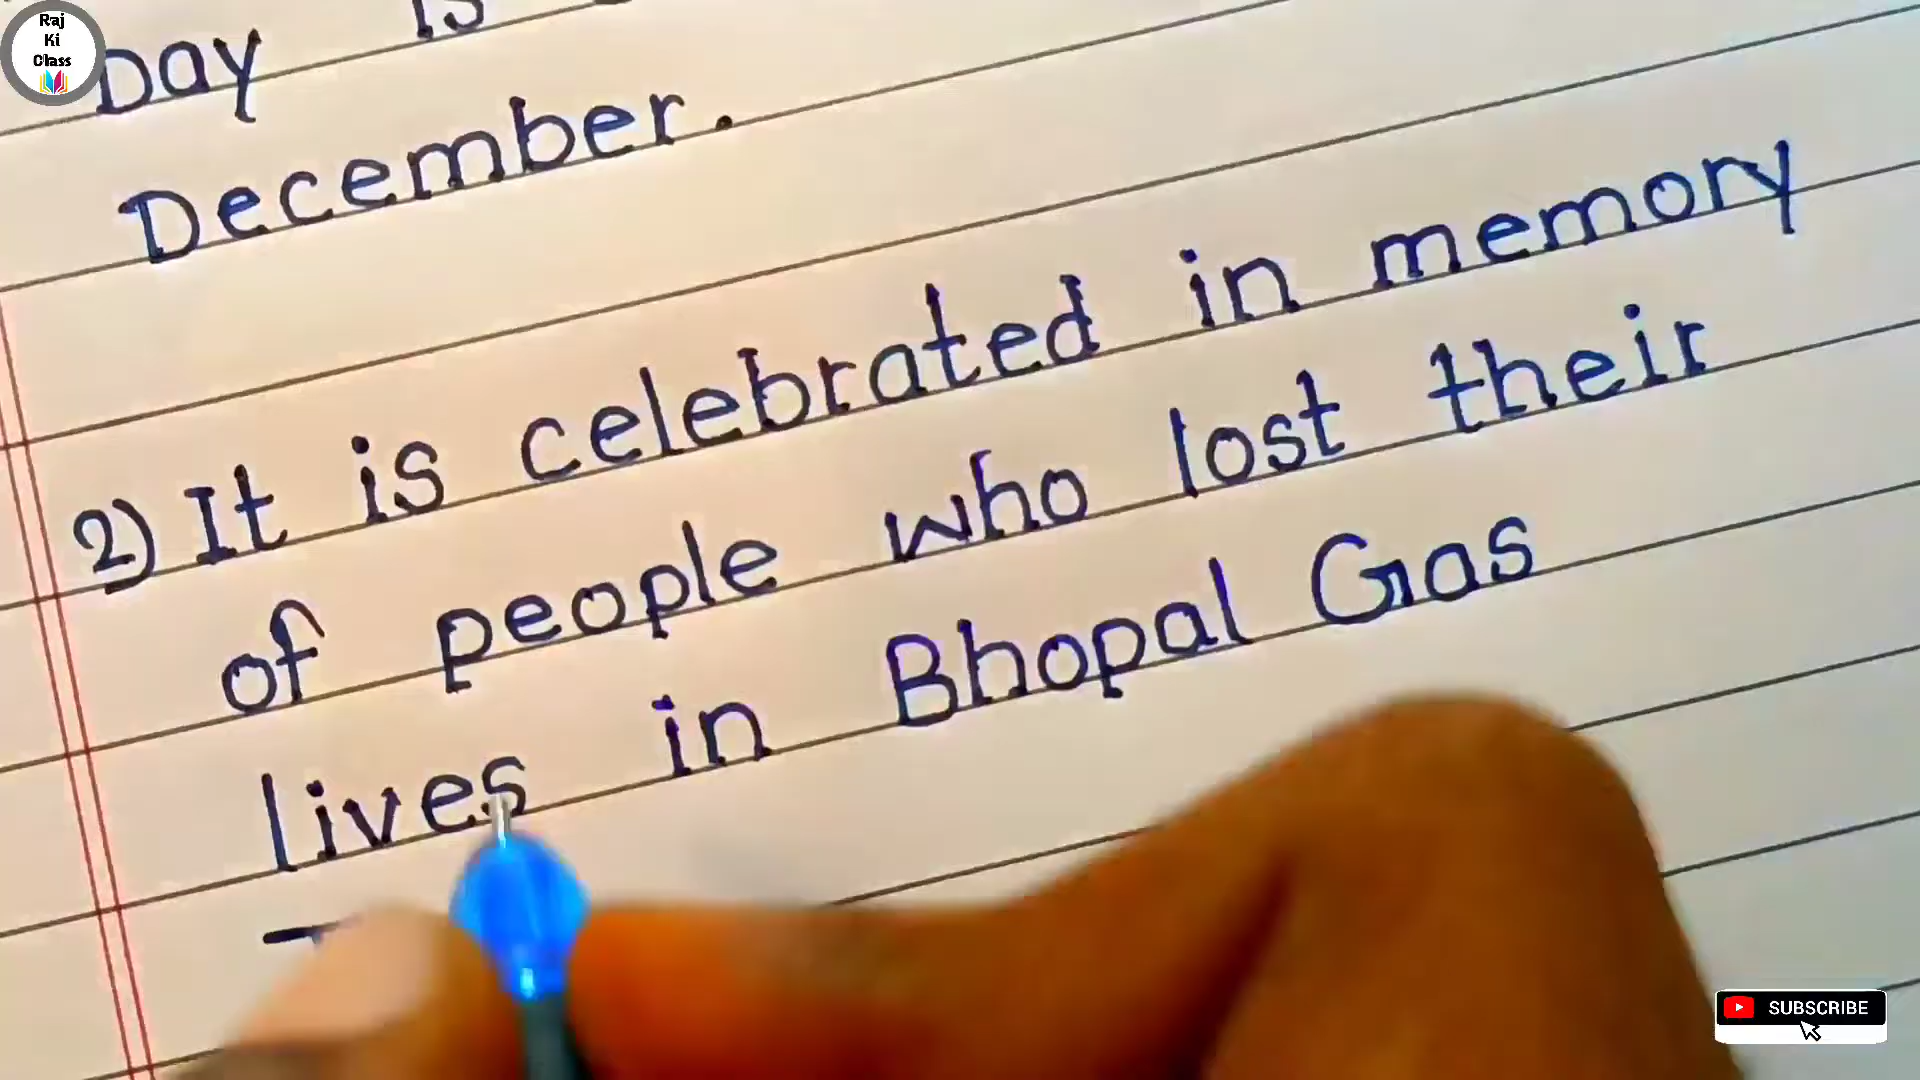 Raj
Ki
Class
Day is
December.
2) It is celebrated in memory
of people who lost their
lives in Bhopal Gas
SUBSCRIBE